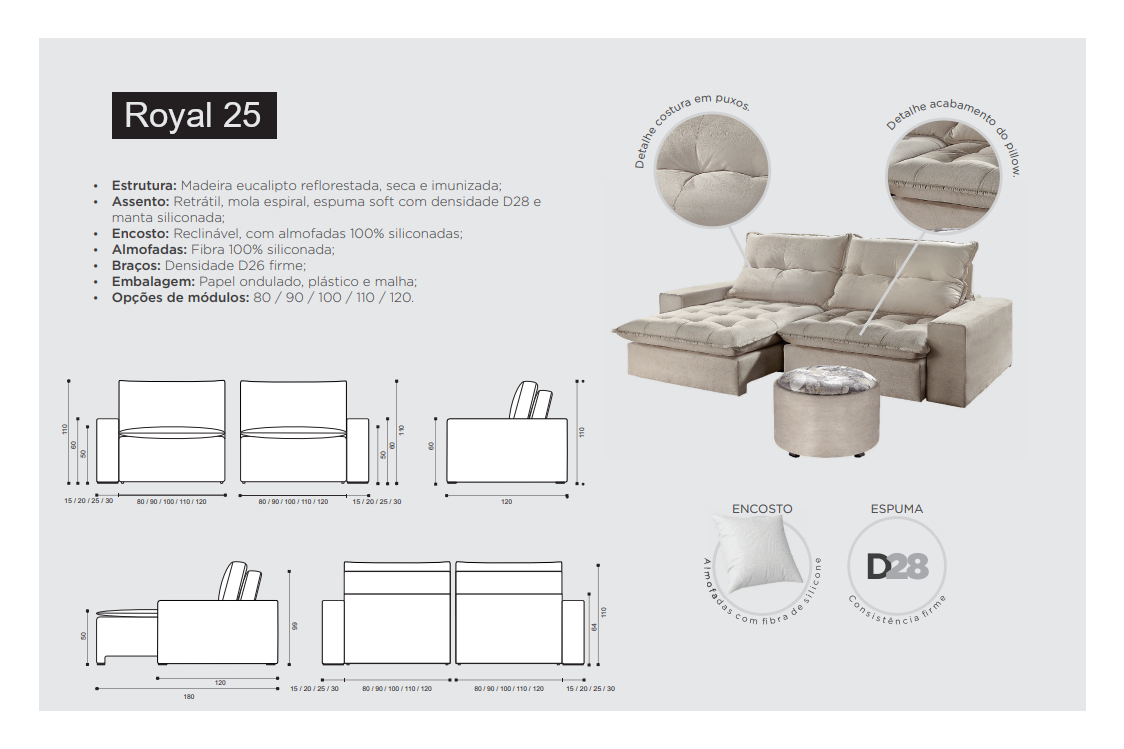 Royal 25
• Estrutura: Madeira eucalipto reflorestada, seca e imunizada;
• Assento: Retrátil, mola espiral, espuma soft com densidade D28 e
manta siliconada;
• Encosto: Reclinável, com almofadas 100% siliconadas;
• Almofadas: Fibra 100% siliconada;
• Braços: Densidade D26 firme;
• Embalagem: Papel ondulado, plástico e malha;
• Opções de módulos: 80 / 90 / 100 / 110 / 120.
Detalhe costura em puxos.
Detalhe acabamento do pillow.
110
60
50
15 / 20 / 25 / 30
80 / 90 / 100 / 110 / 120
80 / 90 / 100 / 110 / 120
15 / 20 / 25 / 30
50
60
110
60
120
110
ENCOSTO
Almofadas com fibra de silicone
ESPUMA
D28
Consistência firme
50
120
180
99
15 / 20 / 25 / 30
80 / 90 / 100 / 110 / 120
80 / 90 / 100 / 110 / 120
15 / 20 / 25 / 30
64
110